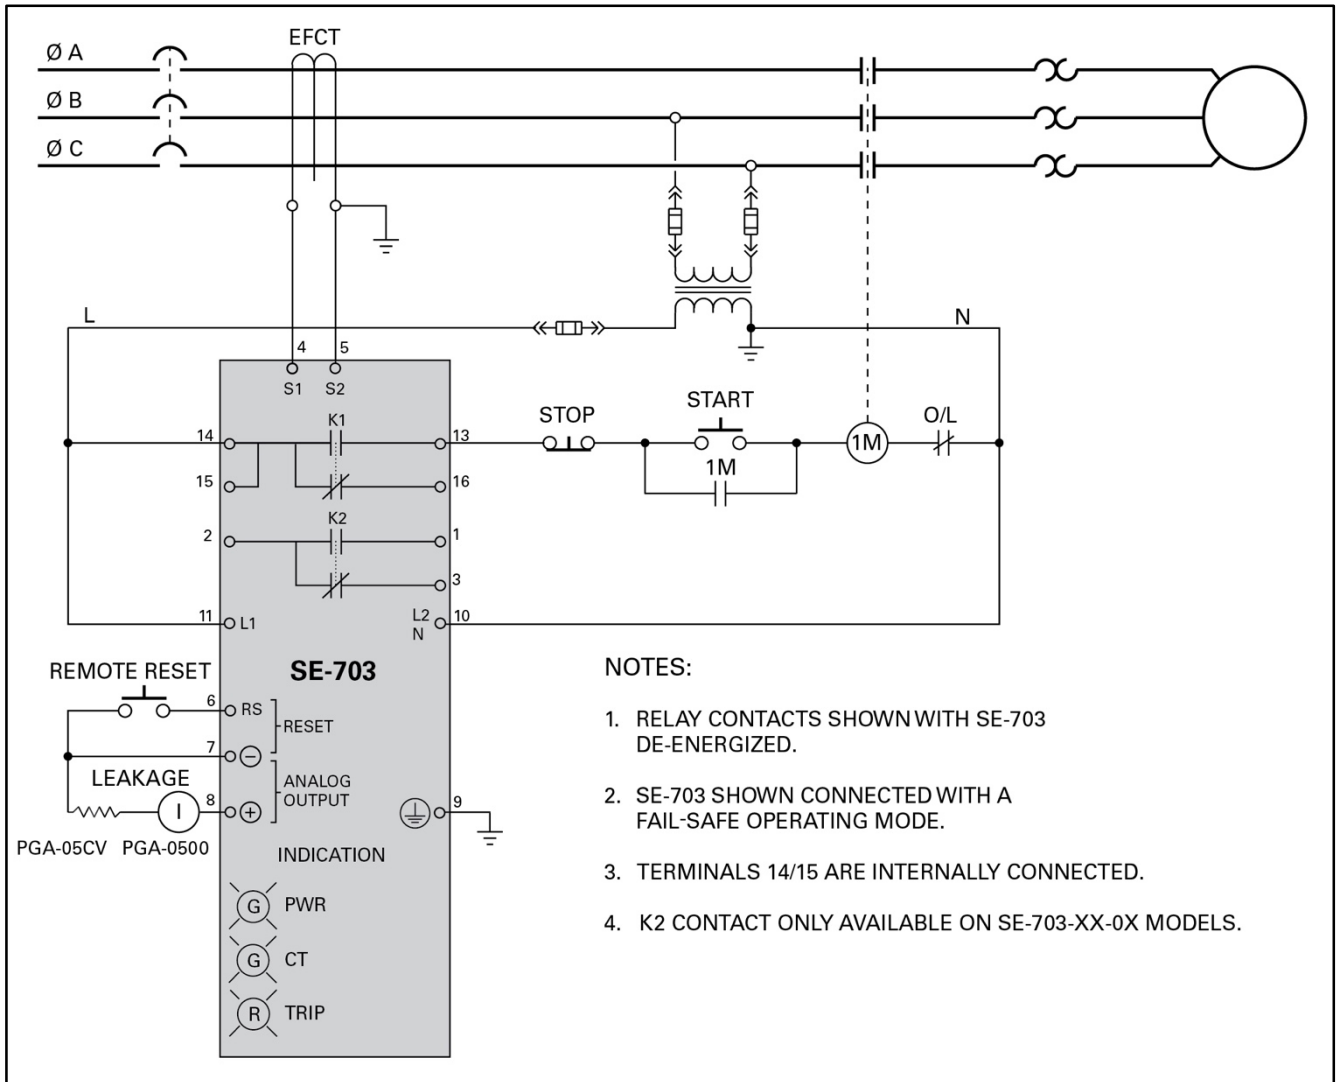 EFCT
Ø A
Ø B
Ø C
L
N
4
5
S1
S2
K1
14
13
STOP
START
O/L
1M
1M
15
16
K2
2
1
3
11
L1
L2
N
10
SE-703
REMOTE RESET
6
RS
RESET
7
−
LEAKAGE
ANALOG
OUTPUT
I
8
+
9
PGA-05CV
PGA-0500
INDICATION
G
PWR
G
CT
R
TRIP
NOTES:
1. RELAY CONTACTS SHOWN WITH SE-703
DE-ENERGIZED.
2. SE-703 SHOWN CONNECTED WITH A
FAIL-SAFE OPERATING MODE.
3. TERMINALS 14/15 ARE INTERNALLY CONNECTED.
4. K2 CONTACT ONLY AVAILABLE ON SE-703-XX-0X MODELS.